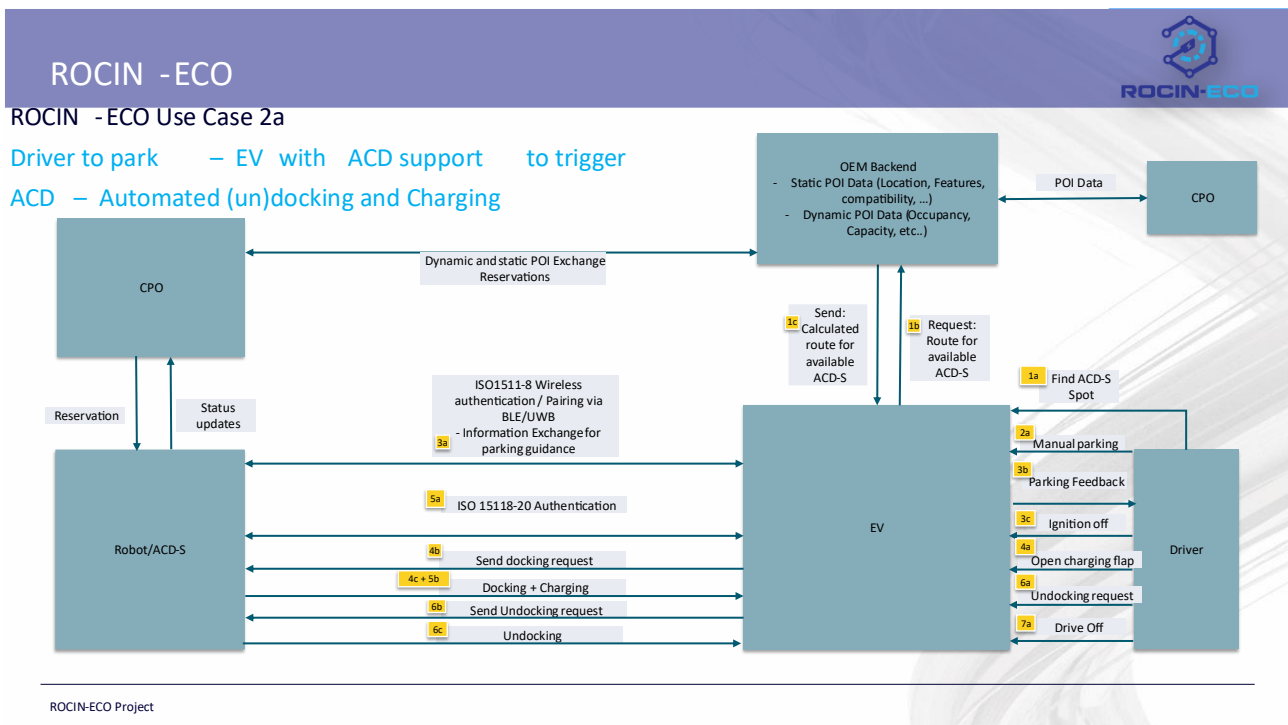 ROCIN - ECO
ROCIN-ECO
ROCIN - ECO Use Case 2a
Driver to park – EV with ACD support to trigger
ACD – Automated (un)docking and Charging
OEM Backend
- Static POI Data (Location, Features,
compatibility, ...)
- Dynamic POI Data (Occupancy,
Capacity, etc..)
POI Data
CPO
CPO
Dynamic and static POI Exchange
Reservations
1c
Send:
Calculated
route for
available
ACD-S
1b
Request:
Route for
available
ACD-S
1a
Find ACD-S
Spot
Reservation
Status
updates
ISO1511-8 Wireless
authentication / Pairing via
BLE/UWB
- Information Exchange for
parking guidance
3a
2a
Manual parking
3b
Parking Feedback
5a
ISO 15118-20 Authentication
3c
Ignition off
Robot/ACD-S
EV
Driver
4b
Send docking request
4a
Open charging flap
4c + 5b
Docking + Charging
6a
Undocking request
6b
Send Undocking request
6c
Undocking
7a
Drive Off
ROCIN-ECO Project